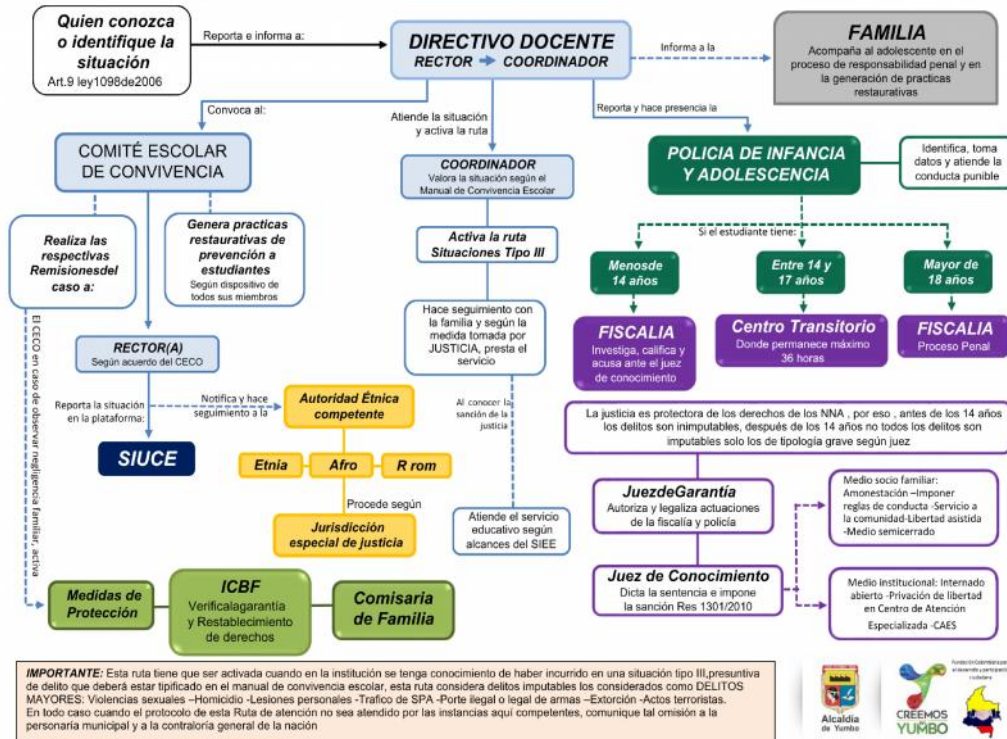 Quien conozca
o identifique la
situación
Art.9 ley1098de2006
Reporta e informa a:
DIRECTIVO DOCENTE
RECTOR COORDINADOR
Informa a la
FAMILIA
Acompaña al adolescente en el
proceso de responsabilidad penal y en
la generación de practicas
restaurativas
Convoca al:
Atiende la situación
y activa la ruta
Reporta y hace presencia la
COMITÉ ESCOLAR
DE CONVIVENCIA
COORDINADOR
Valora la situación según el
Manual de Convivencia Escolar
POLICIA DE INFANCIA
Y ADOLESCENCIA
Identifica, toma
datos y atiende la
conducta punible
Realiza las
respectivas
Remisionesdel
caso a:
Genera practicas
restaurativas de
prevención a
estudiantes
Según dispositivo de
todos sus miembros
Activa la ruta
Situaciones Tipo III
Si el estudiante tiene:
Menosde
14 años
Entre 14 y
17 años
Mayor de
18 años
Hace seguimiento con
la familia y según la
medida tomada por
JUSTICIA, presta el
servicio
FISCALIA
Investiga, califica y
acusa ante el juez
de conocimiento
Centro Transitorio
Donde permanece máximo
36 horas
FISCALIA
Proceso Penal
El CECO en caso de observar negligencia familiar, activa
RECTOR(A)
Según acuerdo del CECO
Reporta la situación
en la plataforma:
Notifica y hace
seguimiento a la
Autoridad Étnica
competente
Al conocer la
sanción de la
justicia
SIUCE
Etnia
Afro
R rom
Procede según
Jurisdicción
especial de justicia
Atiende el servicio
educativo según
alcances del SIEE
La justicia es protectora de los derechos de los NNA , por eso , antes de los 14 años
los delitos son inimputables, después de los 14 años no todos los delitos son
imputables solo los de tipología grave según juez
JuezdeGarantía
Autoriza y legaliza actuaciones
de la fiscalía y policía
Medio socio familiar:
Amonestación –Imponer
reglas de conducta -Servicio a
la comunidad-Libertad asistida
-Medio semicerrado
Juez de Conocimiento
Dicta la sentencia e impone
la sanción Res 1301/2010
Medio institucional: Internado
abierto -Privación de libertad
en Centro de Atención
Especializada -CAES
Medidas de
Protección
ICBF
Verificalagarantía
y Restablecimiento
de derechos
Comisaria
de Familia
IMPORTANTE: Esta ruta tiene que ser activada cuando en la institución se tenga conocimiento de haber incurrido en una situación tipo III,presuntiva
de delito que deberá estar tipificado en el manual de convivencia escolar, esta ruta considera delitos imputables los considerados como DELITOS
MAYORES: Violencias sexuales –Homicidio -Lesiones personales -Trafico de SPA -Porte ilegal o legal de armas –Extorción -Actos terroristas.
En todo caso cuando el protocolo de esta Ruta de atención no sea atendido por las instancias aquí competentes, comunique tal omisión a la
personaría municipal y a la contraloría general de la nación
Alcaldía
de Yumbo
CREEMOS
YUMBO